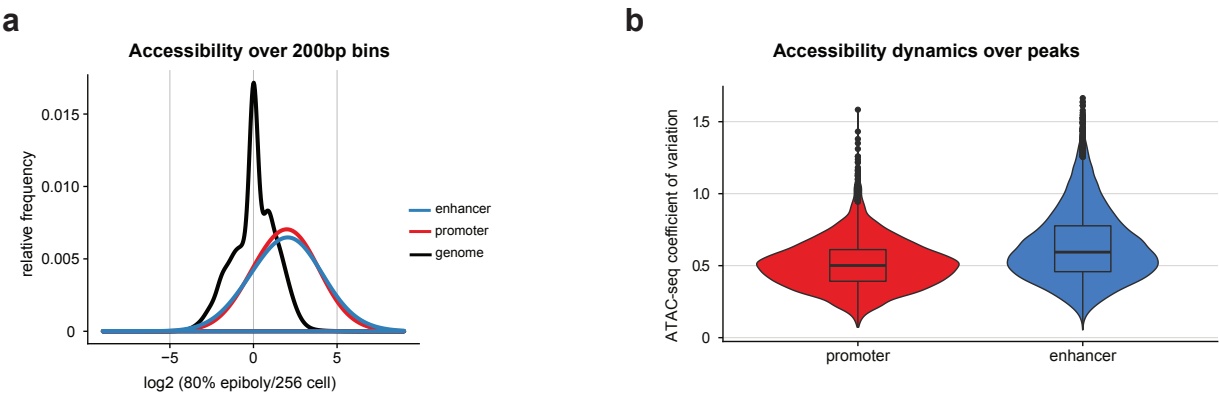 a
Accessibility over 200bp bins
relative frequency
0.015
0.010
0.005
0
−5 0 5
log2 (80% epiboly/256 cell)
enhancer
promoter
genome
b
Accessibility dynamics over peaks
ATAC-seq coefficient of variation
1.5
1.0
0.5
0
promoter enhancer